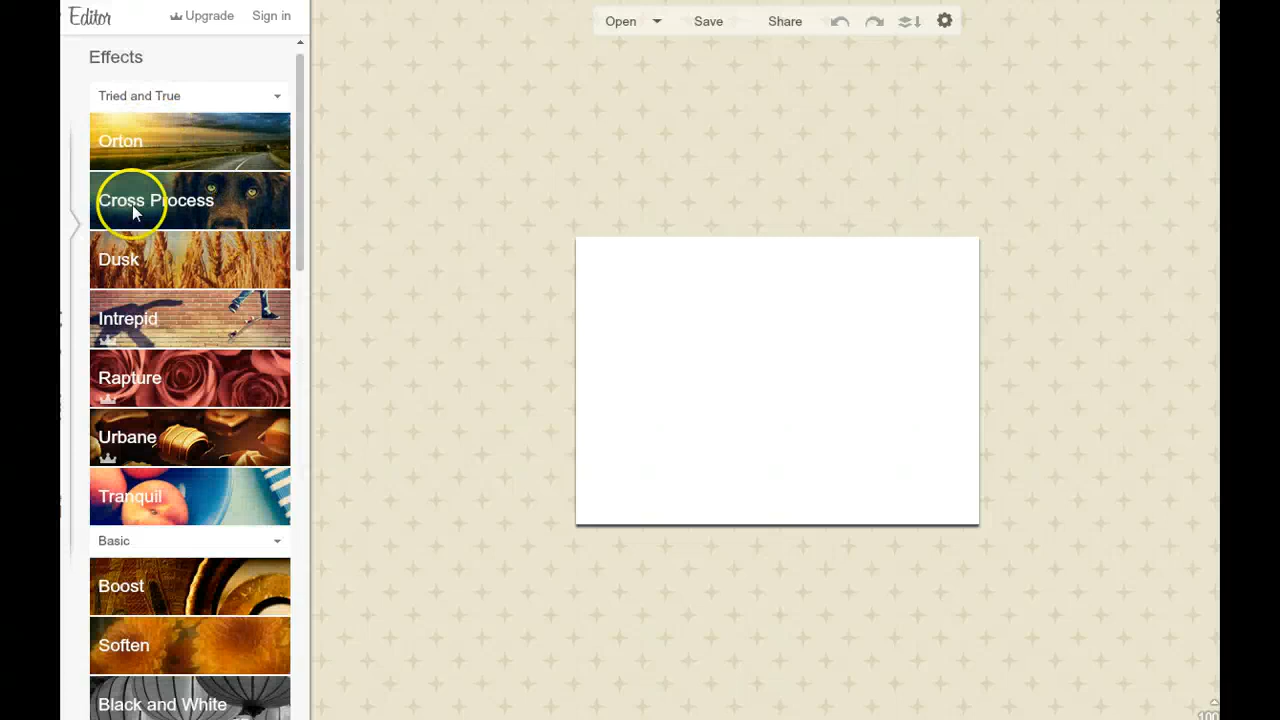 Editor
Upgrade Sign in
Open Save Share
Effects
Tried and True
Orton
Cross Process
Dusk
Intrepid
Rapture
Urbane
Tranquil
Basic
Boost
Soften
Black and White